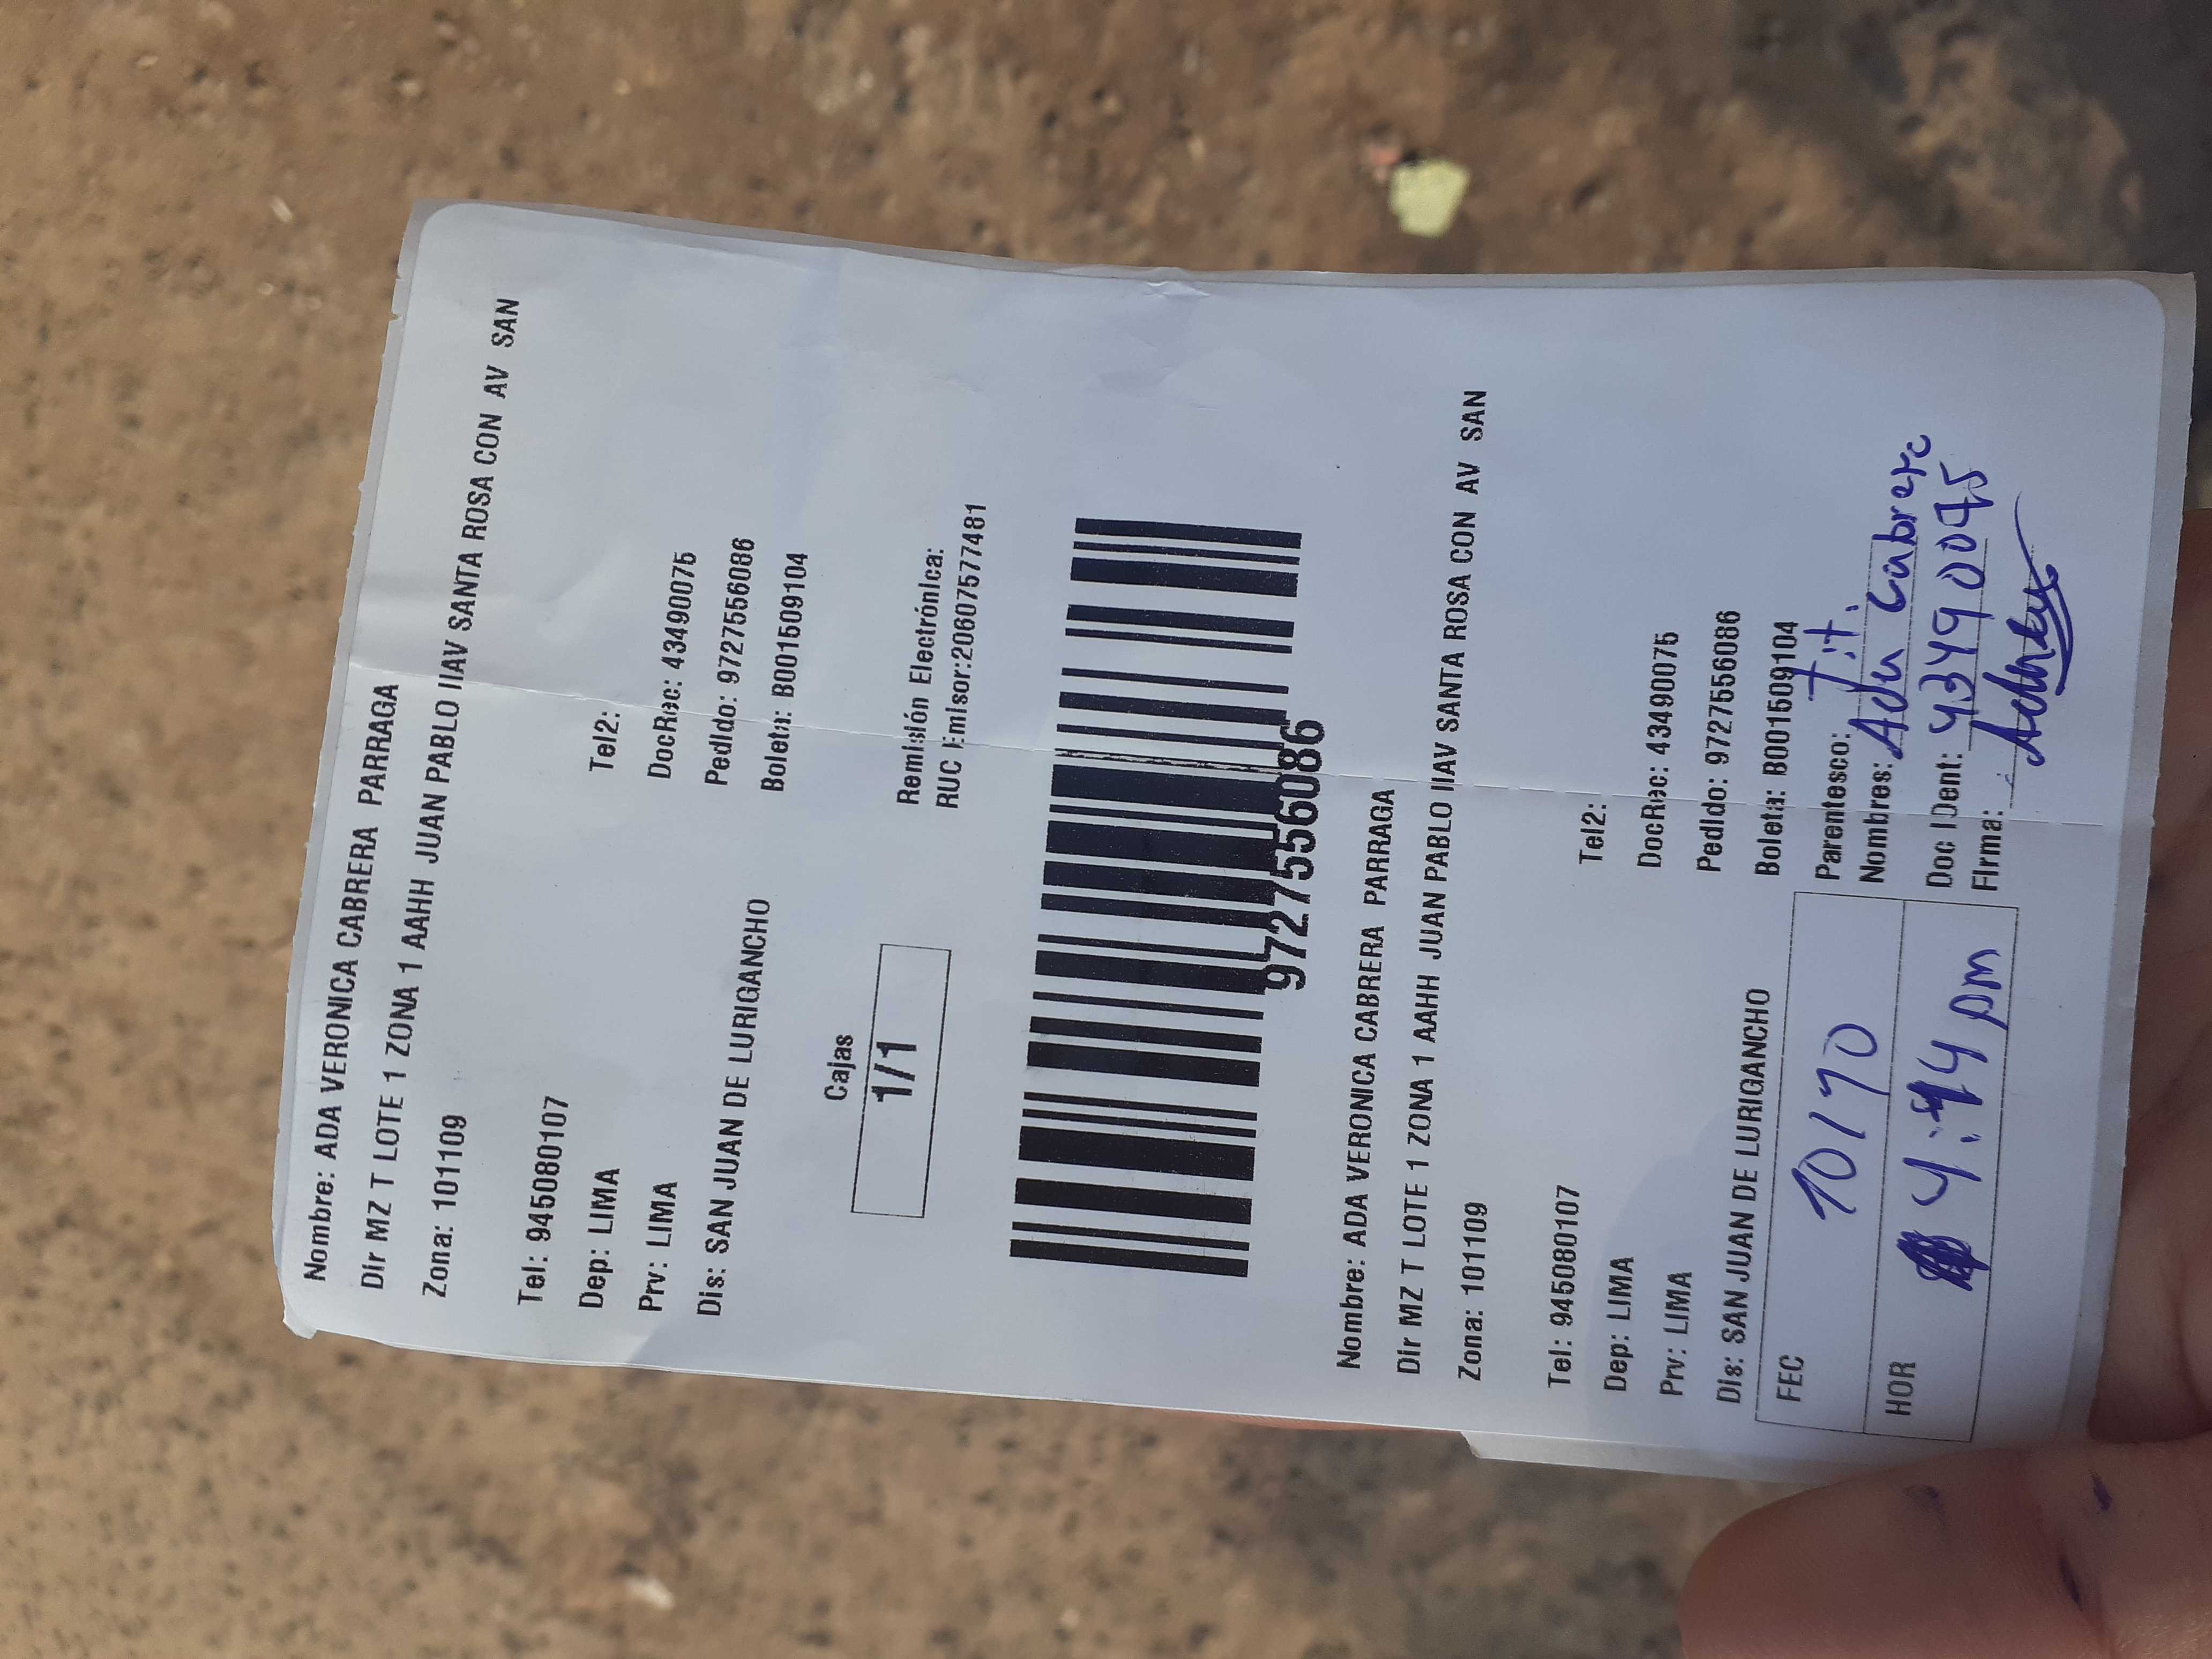 Nombre: ADA VERONICA CABRERA PARRAGA
Dir MZ T LOTE 1 ZONA 1 AAHH JUAN PABLO IIAV SANTA ROSA CON AV SAN
Zona: 101109
Tel: 945080107
Tel2:
Dep: LIMA
DocRec: 43490075
Prv: LIMA
Pedido: 9727556086
Dis: SAN JUAN DE LURIGANCHO
Boleta: B001509104
Cajas
1/1
Remisión Electrónica:
RUC Emisor:20607577481
9727556086
Nombre: ADA VERONICA CABRERA PARRAGA
Dir MZ T LOTE 1 ZONA 1 AAHH JUAN PABLO IIAV SANTA ROSA CON AV SAN
Zona: 101109
Tel: 945080107
Tel2:
Dep: LIMA
DocRec: 43490075
Prv: LIMA
Pedido: 9727556086
Dis: SAN JUAN DE LURIGANCHO
Boleta: B001509104
FEC 10/10
Parentesco: Tit.
Nombres: Ada Cabrera
HOR 4:14 pm
Doc IDent: 43490075
Firma: